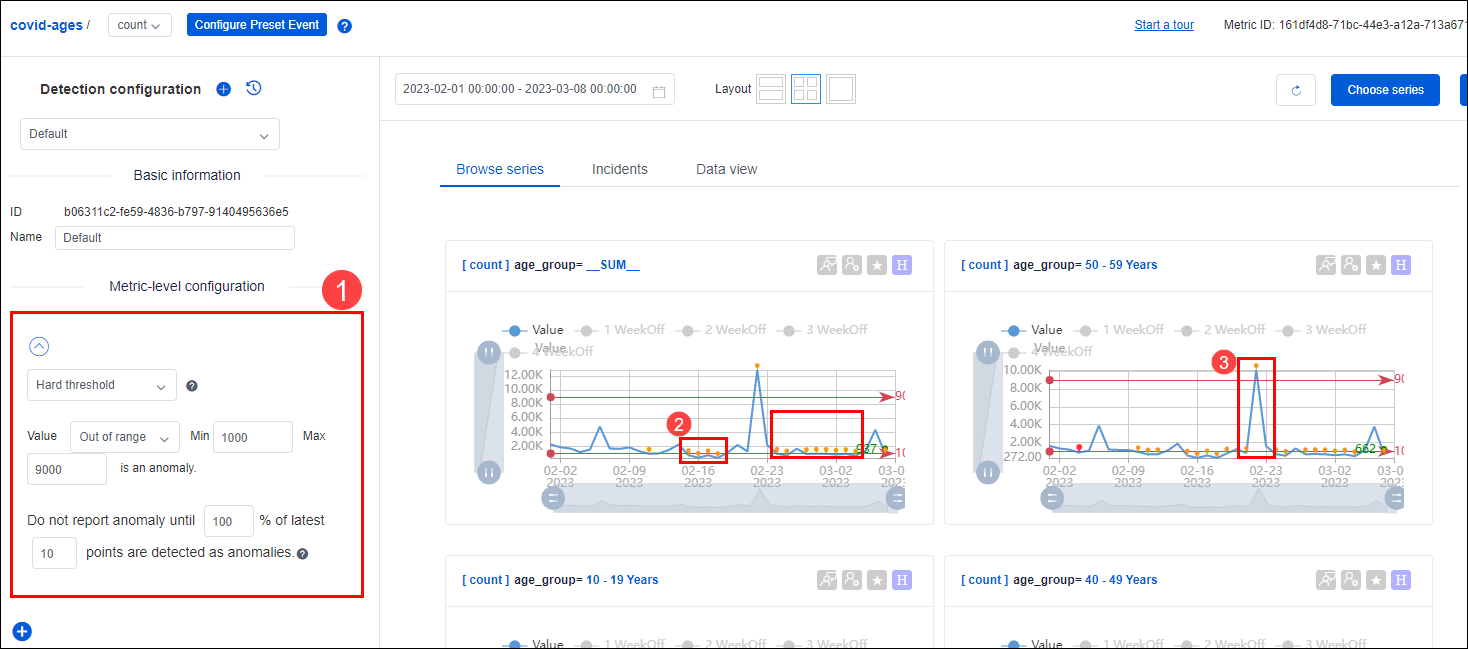 covid-ages / count Configure Preset Event ? Start a tour Metric ID: 161df4d8-71bc-44e3-a12a-713a671
Detection configuration
Default
Basic information
ID b06311c2-fe59-4836-b797-9140495636e5
Name Default
Metric-level configuration
1
Hard threshold ?
Value Out of range Min 1000 Max
9000 is an anomaly.
Do not report anomaly until 100 % of latest
10 points are detected as anomalies. ?
2023-02-01 00:00:00 - 2023-03-08 00:00:00 Layout Choose series
Browse series Incidents Data view
[ count ] age_group= __SUM__ H
Value 1 WeekOff 2 WeekOff 3 WeekOff
4 WeekOff
Value
12.00K
10.00K
8.00K
6.00K
4.00K
2.00K
90
2
937
10
02-02 02-09 02-16 02-23 03-02 03-0
2023 2023 2023 2023 2023 2023
[ count ] age_group= 50 - 59 Years H
Value 1 WeekOff 2 WeekOff 3 WeekOff
4 WeekOff
Value
3
10.00K
8.00K
6.00K
4.00K
2.00K
272.00
90
662
10
02-02 02-09 02-16 02-23 03-02 03-0
2023 2023 2023 2023 2023 2023
[ count ] age_group= 10 - 19 Years H
Value 1 WeekOff 2 WeekOff 3 WeekOff
[ count ] age_group= 40 - 49 Years H
Value 1 WeekOff 2 WeekOff 3 WeekOff